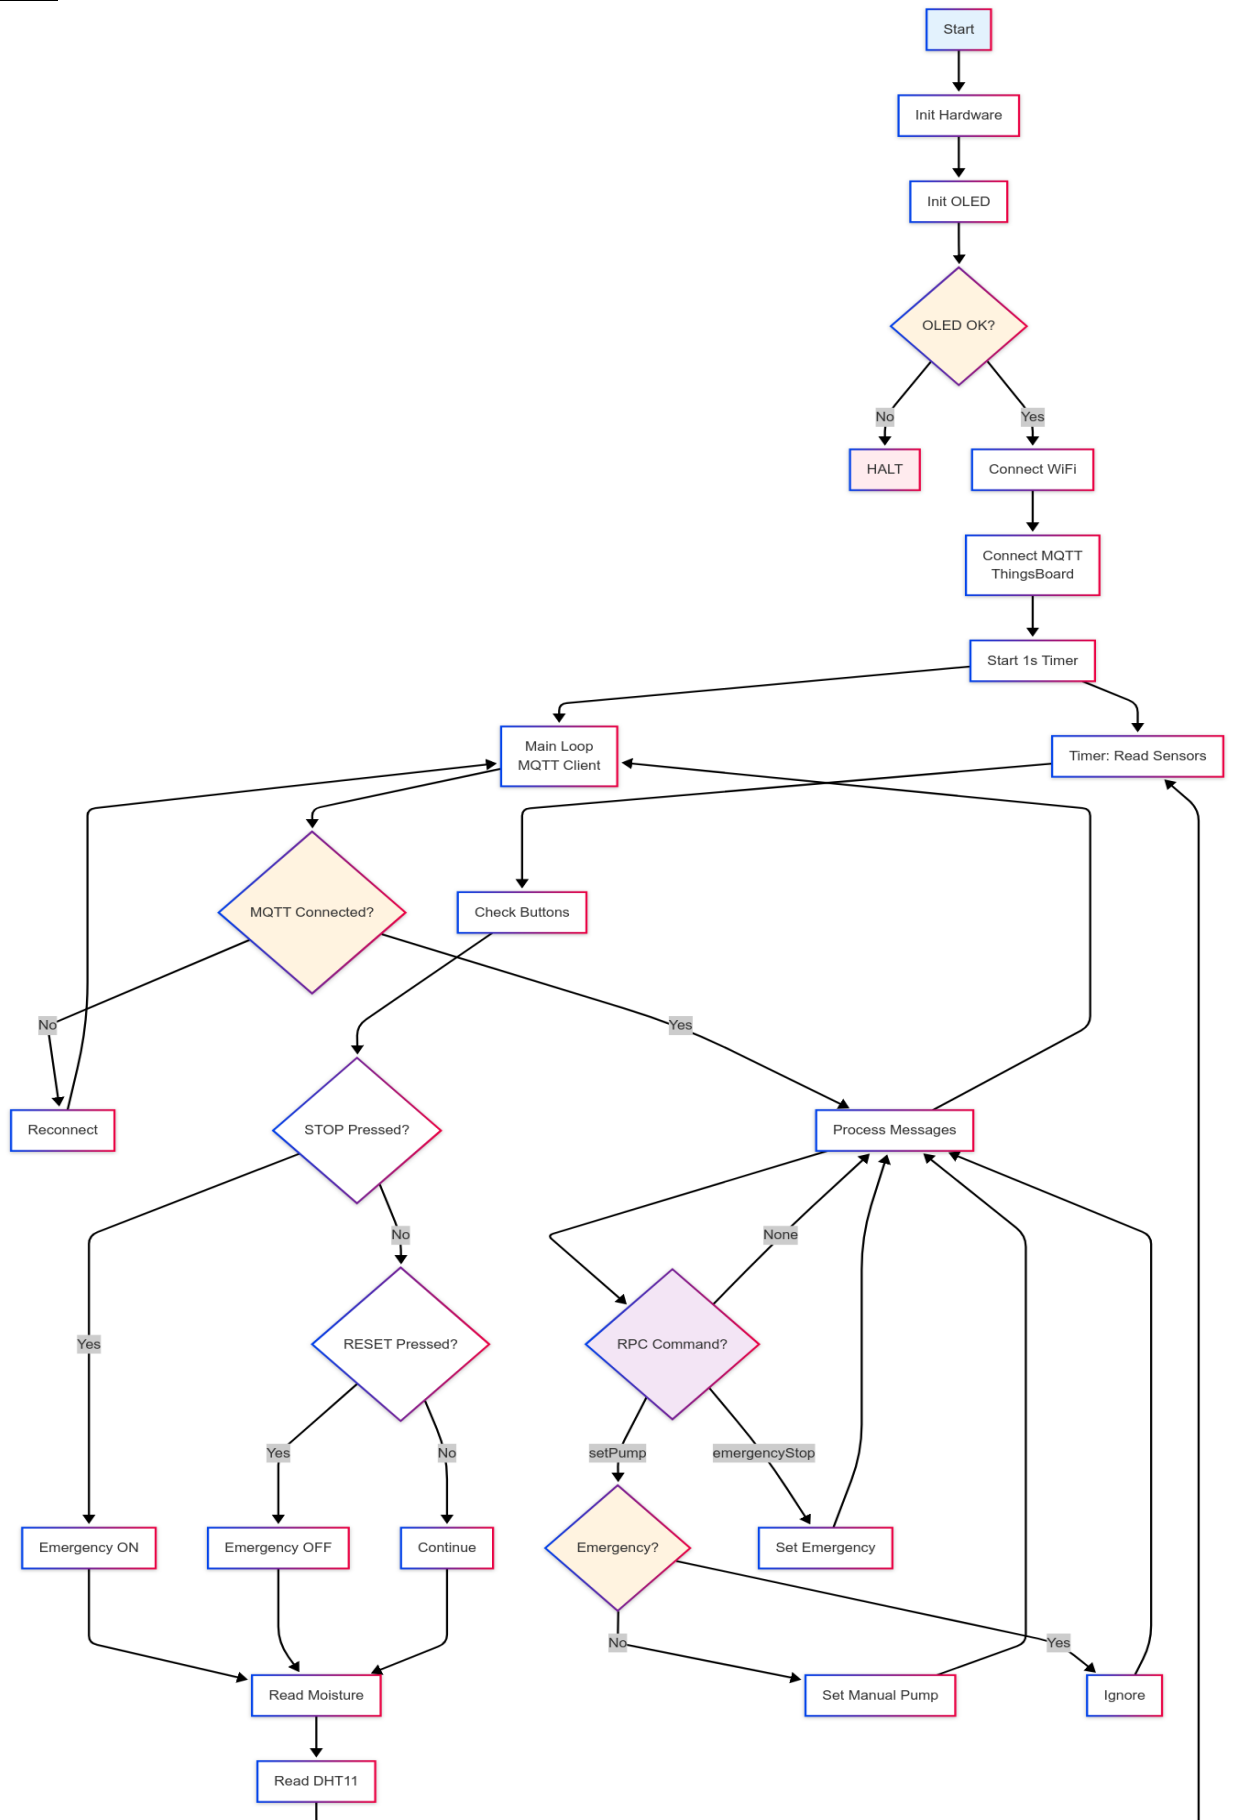 Start
Init Hardware
Init OLED
OLED OK?
No
Yes
HALT
Connect WiFi
Connect MQTT
ThingsBoard
Start 1s Timer
Main Loop
MQTT Client
Timer: Read Sensors
MQTT Connected?
Check Buttons
No
Yes
Reconnect
STOP Pressed?
Process Messages
No
None
Yes
RESET Pressed?
RPC Command?
Yes
No
setPump
emergencyStop
Emergency ON
Emergency OFF
Continue
Emergency?
Set Emergency
No
Yes
Read Moisture
Set Manual Pump
Ignore
Read DHT11